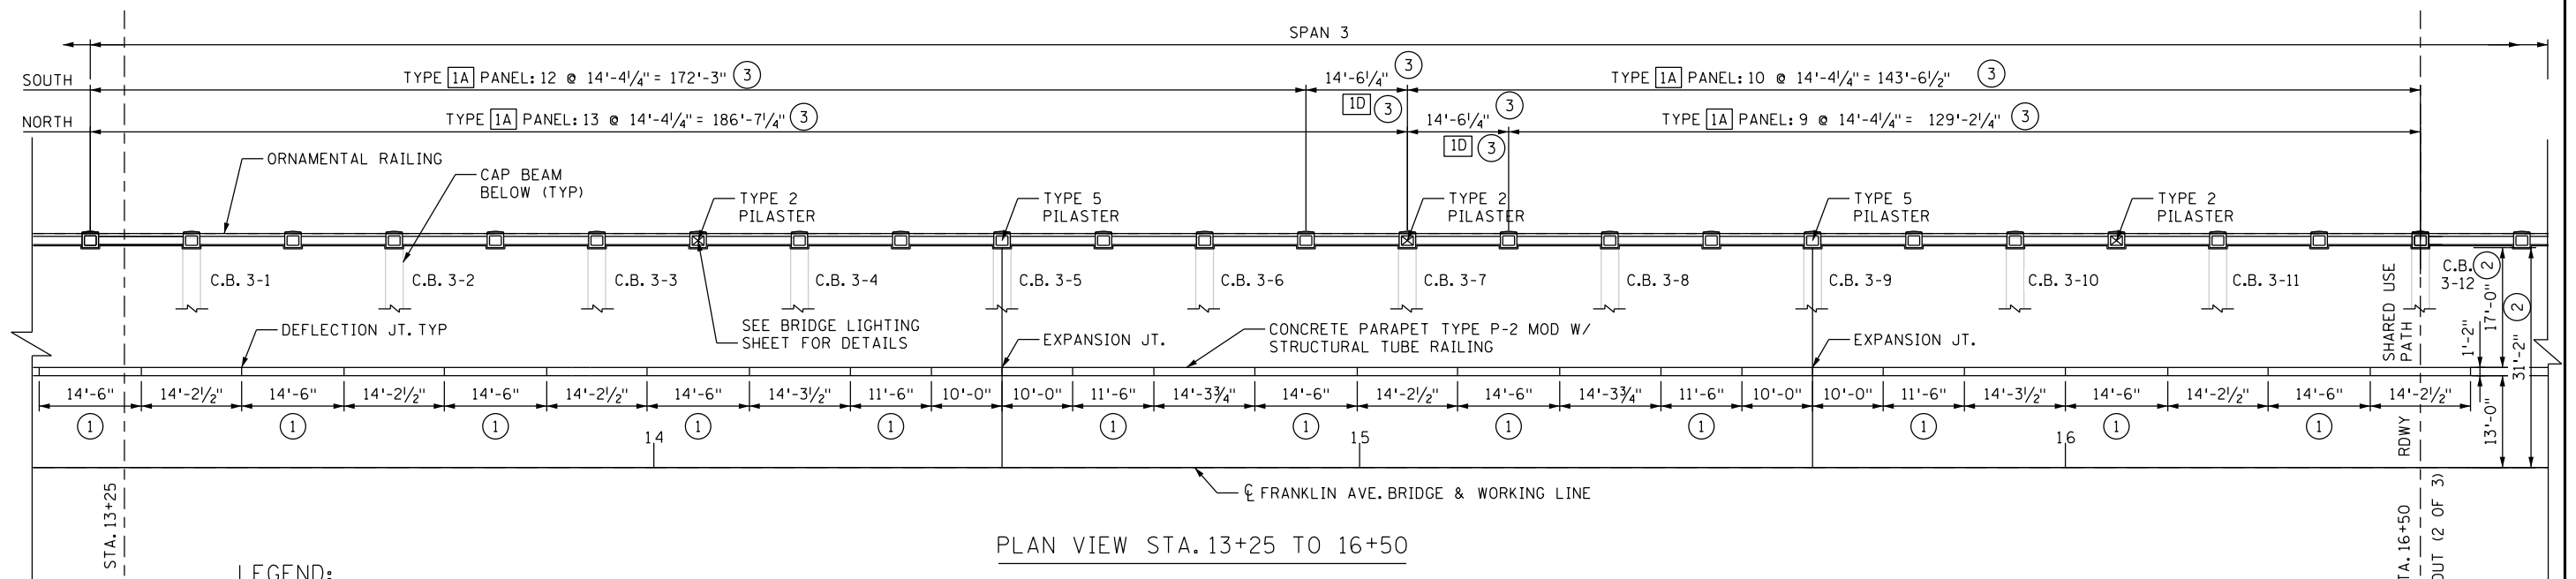 SPAN 3
SOUTH
TYPE 1A PANEL: 12 @ 14'-4¼" = 172'-3" 3
14'-6¼" 3
1D 3
TYPE 1A PANEL: 10 @ 14'-4¼" = 143'-6½" 3
NORTH
TYPE 1A PANEL: 13 @ 14'-4¼" = 186'-7¼" 3
14'-6¼" 3
1D 3
TYPE 1A PANEL: 9 @ 14'-4¼" = 129'-2¼" 3
ORNAMENTAL RAILING
CAP BEAM
BELOW (TYP)
TYPE 2
PILASTER
TYPE 5
PILASTER
TYPE 2
PILASTER
TYPE 5
PILASTER
TYPE 2
PILASTER
C.B. 3-1
C.B. 3-2
C.B. 3-3
C.B. 3-4
C.B. 3-5
C.B. 3-6
C.B. 3-7
C.B. 3-8
C.B. 3-9
C.B. 3-10
C.B. 3-11
C.B.
3-12
DEFLECTION JT. TYP
SEE BRIDGE LIGHTING
SHEET FOR DETAILS
EXPANSION JT.
CONCRETE PARAPET TYPE P-2 MOD W/
STRUCTURAL TUBE RAILING
EXPANSION JT.
SHARED USE
PATH
RDWY
1'-2"
17'-0" 2
31'-2" 2
13'-0"
14'-6" 14'-2½" 14'-6" 14'-2½" 14'-6" 14'-2½" 14'-6" 14'-3½" 11'-6" 10'-0" 10'-0" 11'-6" 14'-3¾" 14'-6" 14'-2½" 14'-6" 14'-3¾" 11'-6" 10'-0" 10'-0" 11'-6" 14'-3½" 14'-6" 14'-2½" 14'-6" 14'-2½"
1 1 1 1 1 1 1 1 1 1 1 1
14 15 16
STA. 13+25
℄ FRANKLIN AVE. BRIDGE & WORKING LINE
PLAN VIEW STA. 13+25 TO 16+50
TA. 16+50
OUT (2 OF 3)
LEGEND: